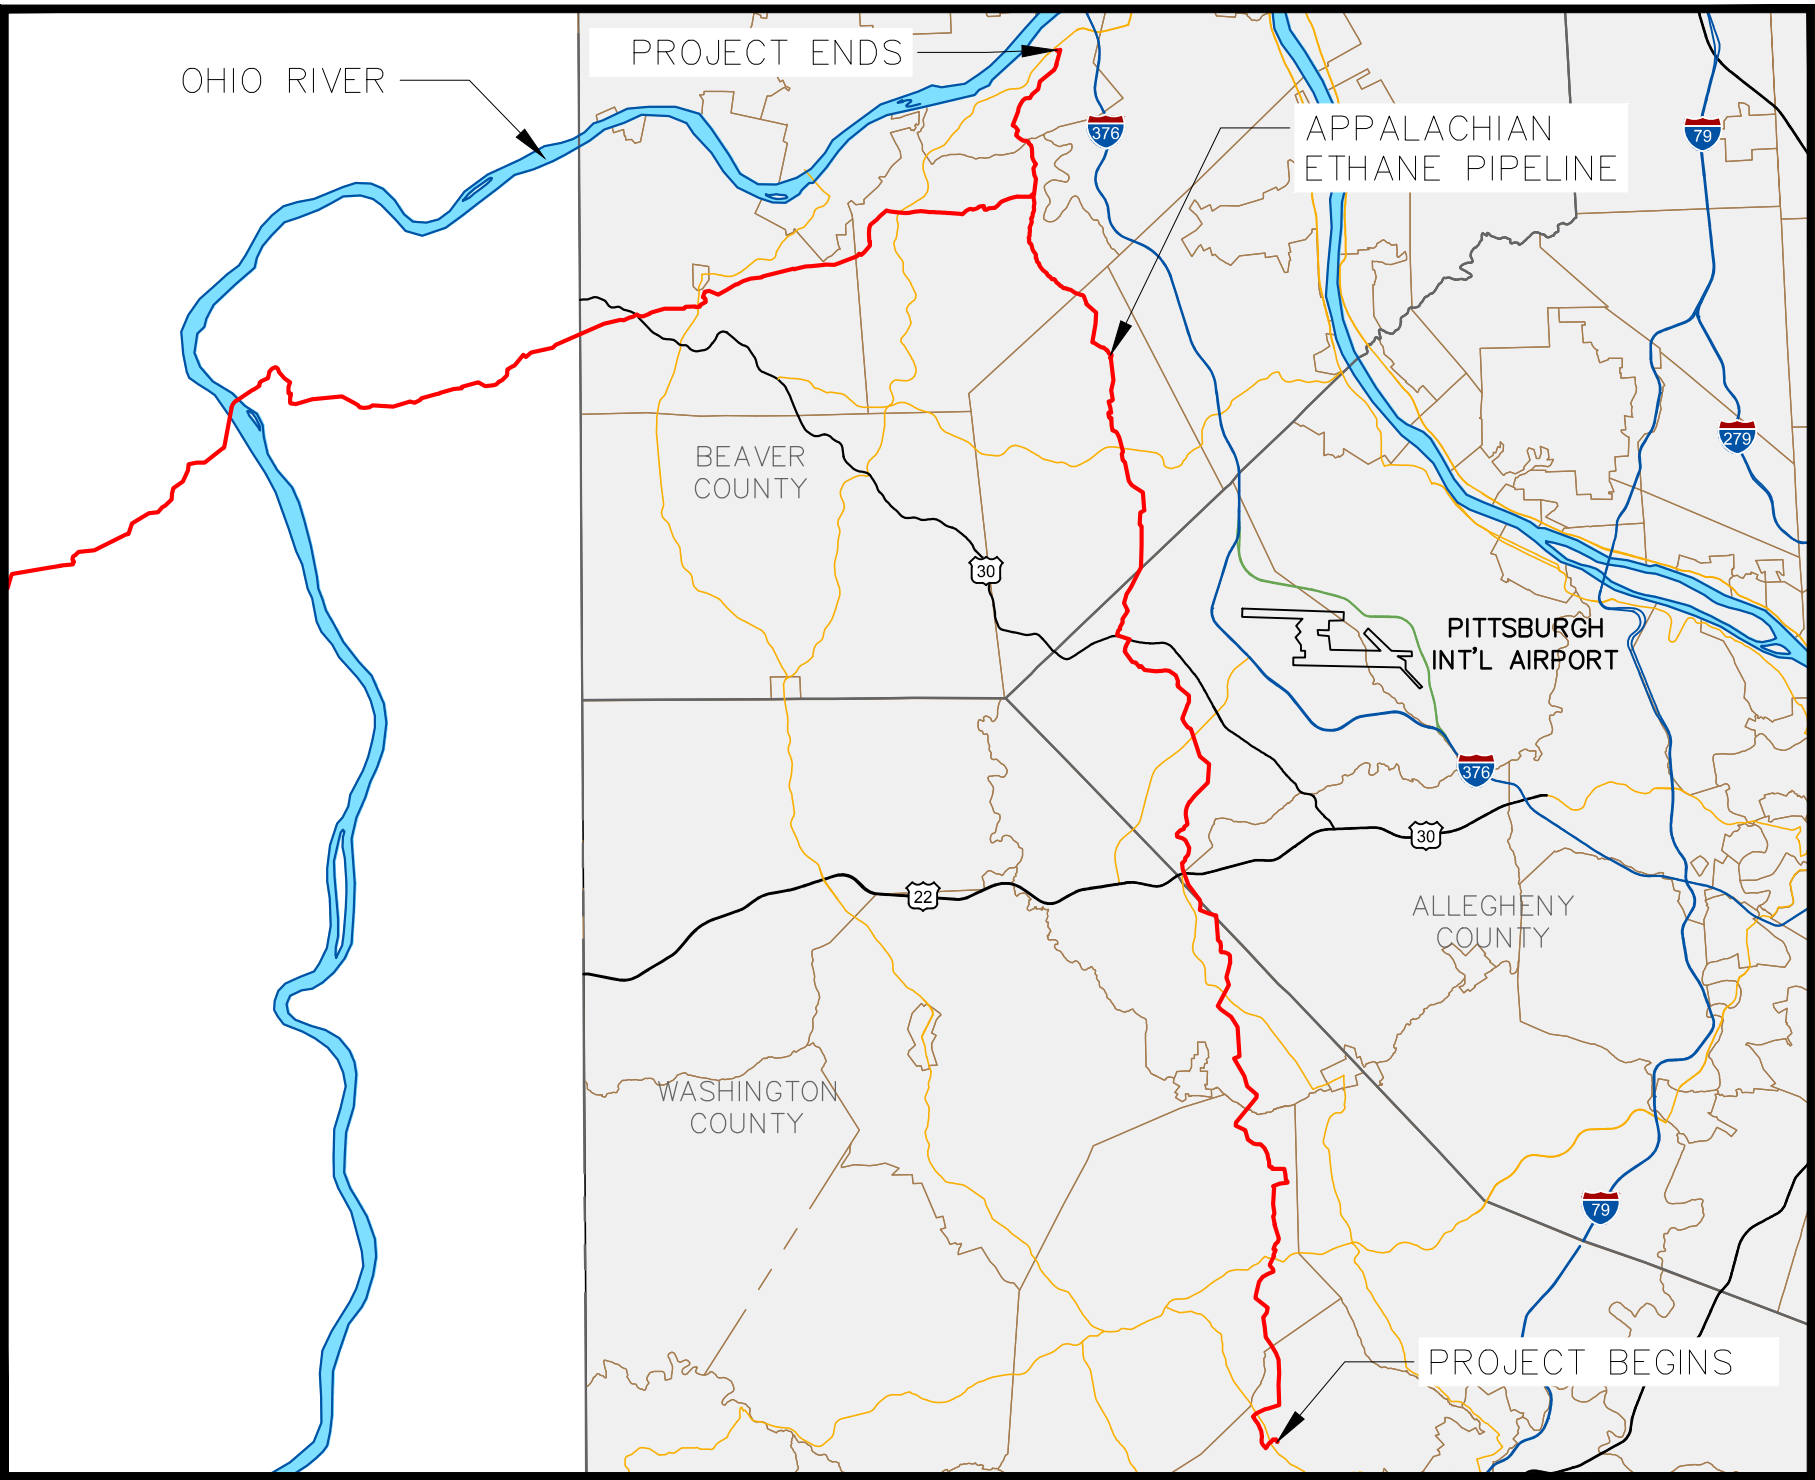 PROJECT ENDS
OHIO RIVER
376
APPALACHIAN
ETHANE PIPELINE
79
279
BEAVER
COUNTY
30
PITTSBURGH
INT'L AIRPORT
376
30
22
ALLEGHENY
COUNTY
WASHINGTON
COUNTY
79
PROJECT BEGINS